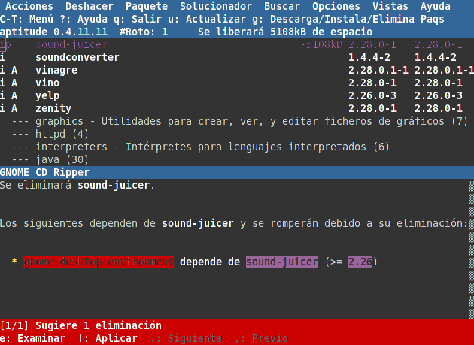 Acciones Deshacer Paquete Solucionador Buscar Opciones Vistas Ayuda
C-T: Menú ?: Ayuda q: Salir u: Actualizar g: Descarga/Instala/Elimina Paqs
aptitude 0.4.11.11 #Roto: 1 Se liberará 5108kB de espacio
sound-juicer -5108kB 2.28.0-1 2.28.0-1
i soundconverter 1.4.4-2 1.4.4-2
i A vinagre 2.28.0.1-1 2.28.0.1-1
i A vino 2.28.0-1 2.28.0-1
i A yelp 2.26.0-3 2.26.0-3
i A zenity 2.28.0-1 2.28.0-1
--- graphics - Utilidades para crear, ver, y editar ficheros de gráficos (7)
--- httpd (4)
--- interpreters - Intérpretes para lenguajes interpretados (6)
--- java (30)
GNOME CD Ripper
Se eliminará sound-juicer.
Los siguientes dependen de sound-juicer y se romperán debido a su eliminación:
* gnome-desktop-environment depende de sound-juicer (>= 2.26)
[1/1] Sugiere 1 eliminación
e: Examinar !: Aplicar .: Siguiente ,: Previo